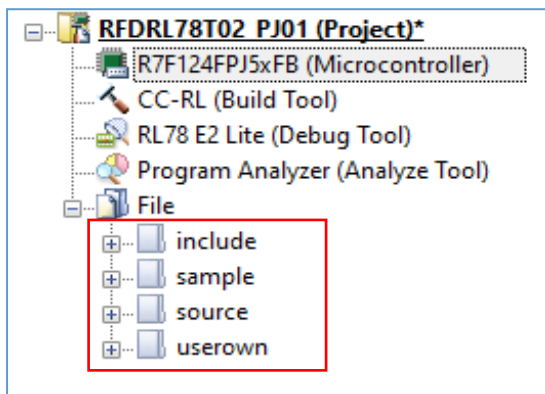 RFDRL78T02_PJ01 (Project)*
R7F124FPJ5xFB (Microcontroller)
CC-RL (Build Tool)
RL78 E2 Lite (Debug Tool)
Program Analyzer (Analyze Tool)
File
include
sample
source
userown